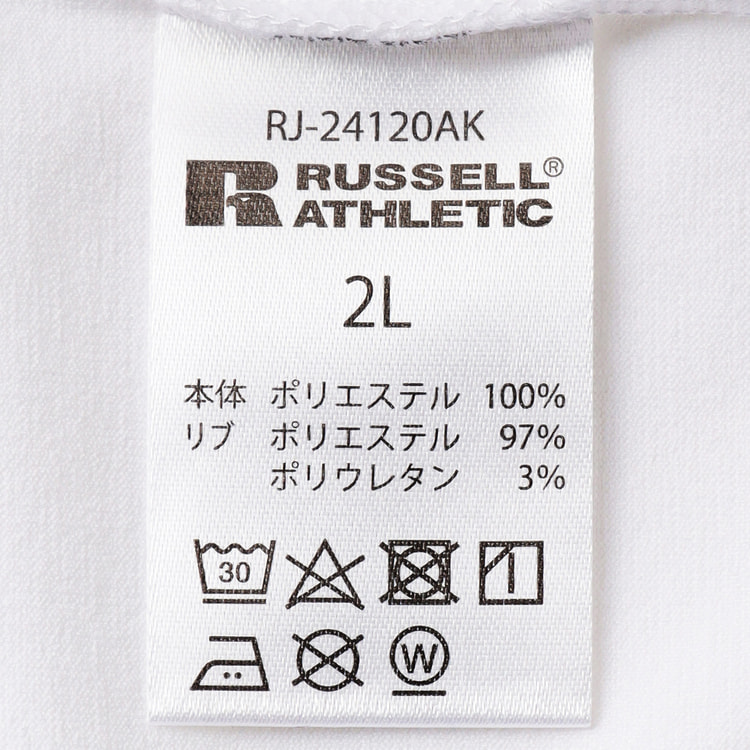 RJ-24120AK
RUSSELL®
ATHLETIC
2L
本体 ポリエステル 100%
リブ ポリエステル 97%
ポリウレタン 3%
30
W